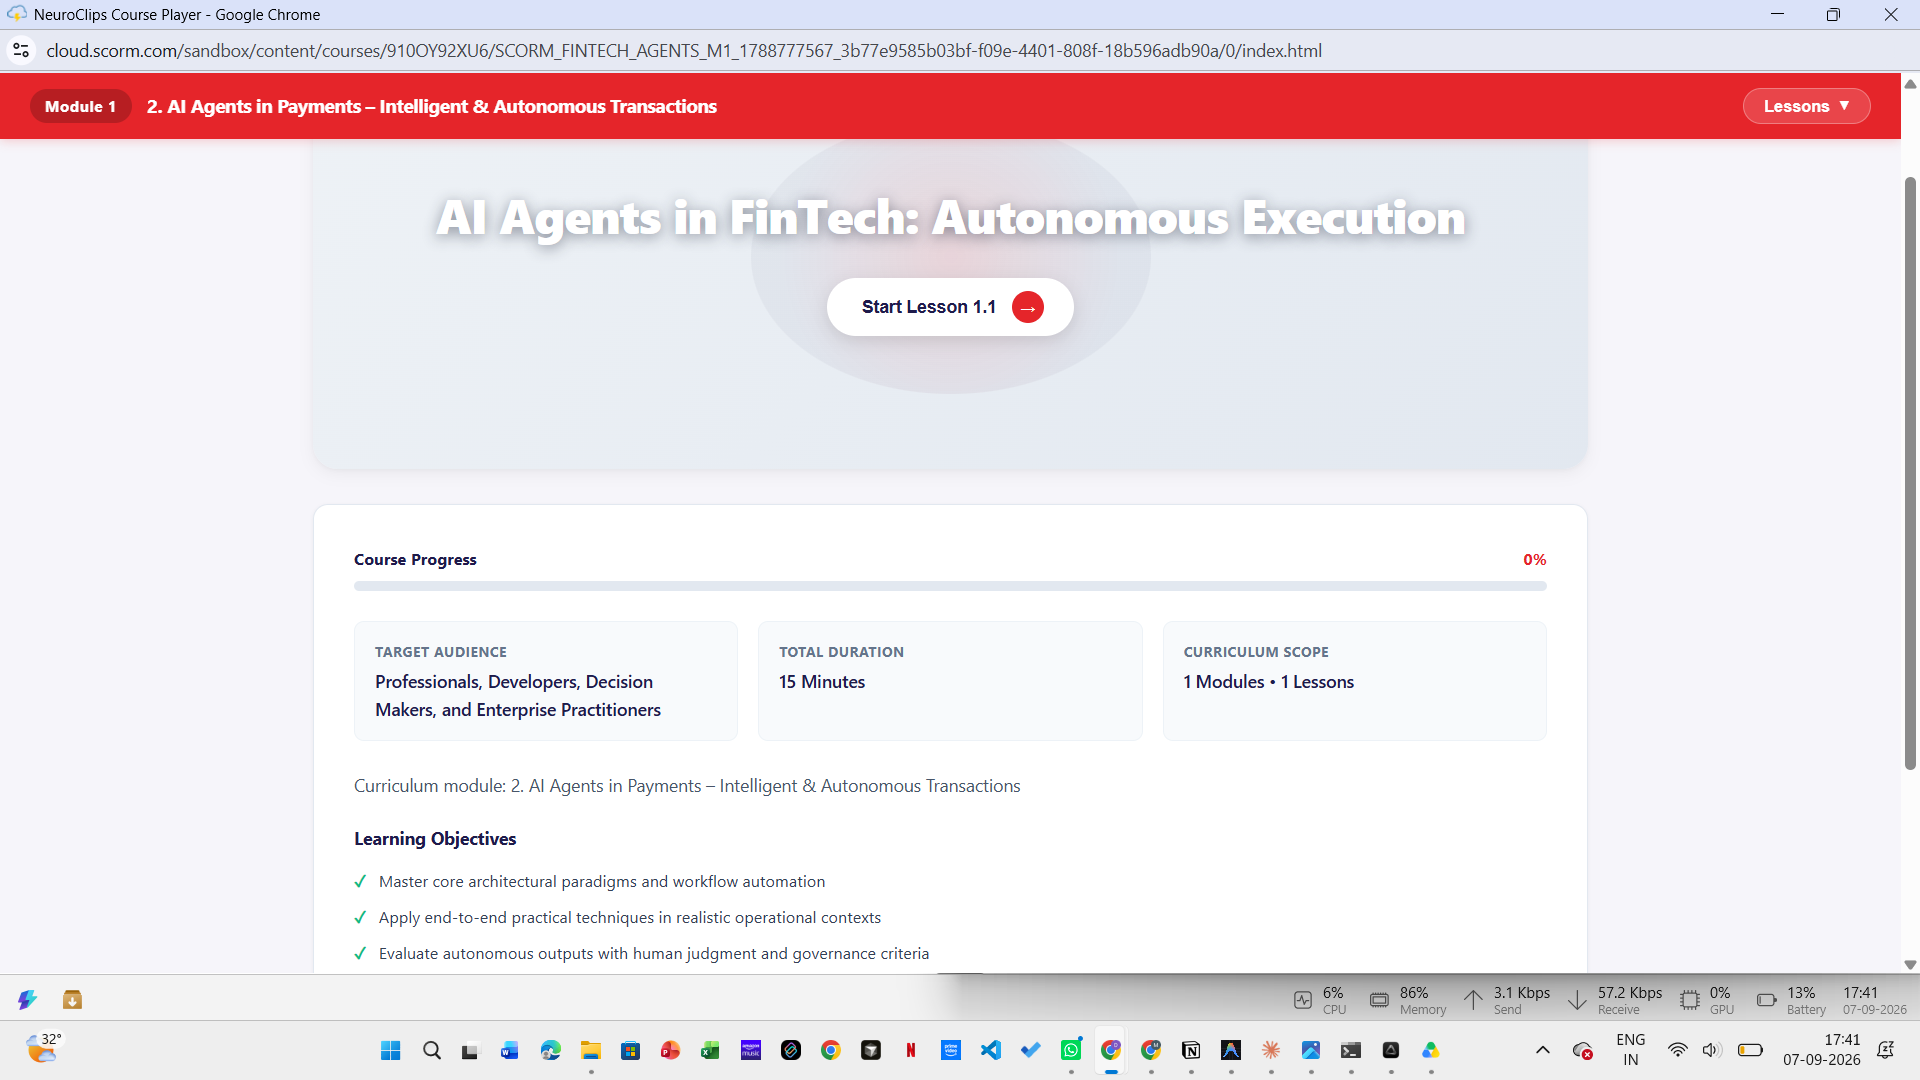 NeuroClips Course Player - Google Chrome
cloud.scorm.com/sandbox/content/courses/910OY92XU6/SCORM_FINTECH_AGENTS_M1_1788777567_3b77e9585b03bf-f09e-4401-808f-18b596adb90a/0/index.html
Module 1
2. AI Agents in Payments – Intelligent & Autonomous Transactions
Lessons ▼
AI Agents in FinTech: Autonomous Execution
Start Lesson 1.1 →
Course Progress
0%
TARGET AUDIENCE
Professionals, Developers, Decision
Makers, and Enterprise Practitioners
TOTAL DURATION
15 Minutes
CURRICULUM SCOPE
1 Modules • 1 Lessons
Curriculum module: 2. AI Agents in Payments – Intelligent & Autonomous Transactions
Learning Objectives
✓ Master core architectural paradigms and workflow automation
✓ Apply end-to-end practical techniques in realistic operational contexts
✓ Evaluate autonomous outputs with human judgment and governance criteria
6%
CPU
86%
Memory
3.1 Kbps
Send
57.2 Kbps
Receive
0%
GPU
13%
Battery
17:41
07-09-2026
32°
ENG
IN
17:41
07-09-2026